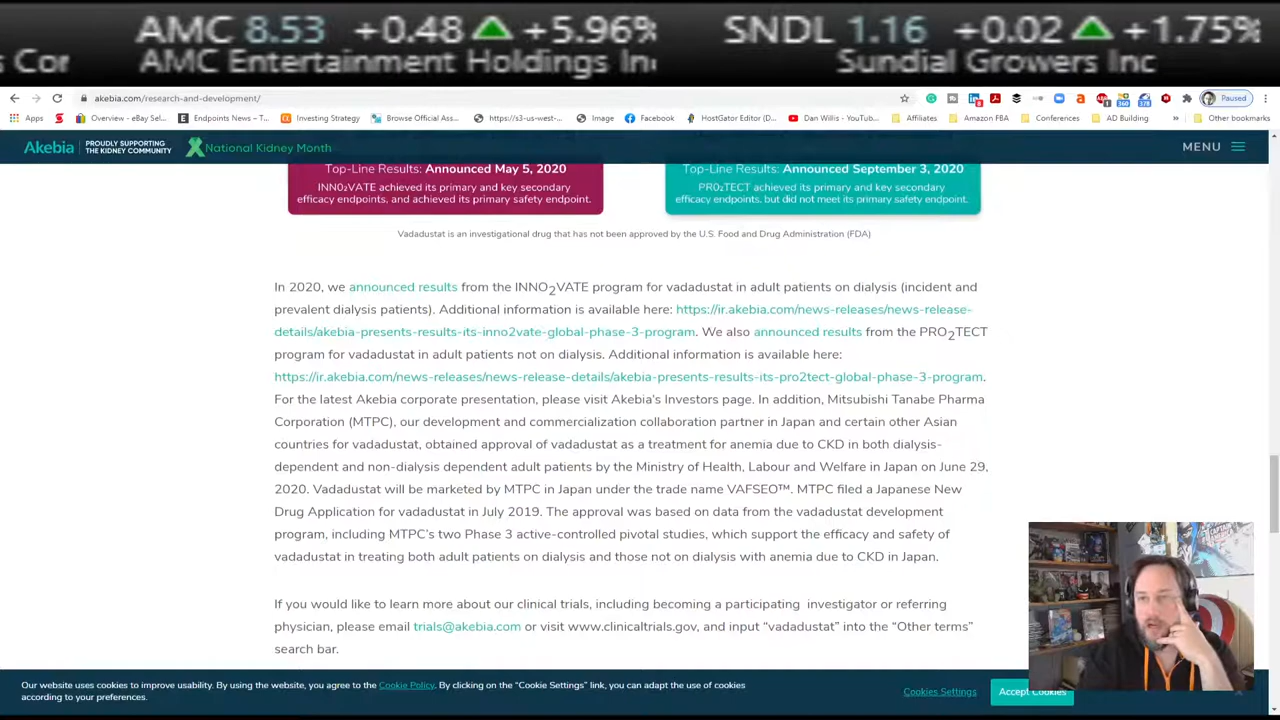 AMC 8.53 +0.48 +5.96%
SNDL 1.16 +0.02 +1.75%
s Cor
AMC Entertainment Holdings Inc
Sundial Growers Inc
akebia.com/research-and-development/
Paused
Apps
Overview - eBay Sel...
Endpoints News – T...
Investing Strategy
Browse Official Ass...
https://s3-us-west-...
Image
Facebook
HostGator Editor (D...
Dan Willis - YouTub...
Affiliates
Amazon FBA
Conferences
AD Building
»
Other bookmarks
Akebia
PROUDLY SUPPORTING
THE KIDNEY COMMUNITY
National Kidney Month
MENU
Top-Line Results: Announced May 5, 2020
INNO₂VATE achieved its primary and key secondary
efficacy endpoints, and achieved its primary safety endpoint.
Top-Line Results: Announced September 3, 2020
PRO₂TECT achieved its primary and key secondary
efficacy endpoints, but did not meet its primary safety endpoint.
Vadadustat is an investigational drug that has not been approved by the U.S. Food and Drug Administration (FDA)
In 2020, we announced results from the INNO₂VATE program for vadadustat in adult patients on dialysis (incident and
prevalent dialysis patients). Additional information is available here: https://ir.akebia.com/news-releases/news-release-
details/akebia-presents-results-its-inno2vate-global-phase-3-program. We also announced results from the PRO₂TECT
program for vadadustat in adult patients not on dialysis. Additional information is available here:
https://ir.akebia.com/news-releases/news-release-details/akebia-presents-results-its-pro2tect-global-phase-3-program.
For the latest Akebia corporate presentation, please visit Akebia's Investors page. In addition, Mitsubishi Tanabe Pharma
Corporation (MTPC), our development and commercialization collaboration partner in Japan and certain other Asian
countries for vadadustat, obtained approval of vadadustat as a treatment for anemia due to CKD in both dialysis-
dependent and non-dialysis dependent adult patients by the Ministry of Health, Labour and Welfare in Japan on June 29,
2020. Vadadustat will be marketed by MTPC in Japan under the trade name VAFSEO™. MTPC filed a Japanese New
Drug Application for vadadustat in July 2019. The approval was based on data from the vadadustat development
program, including MTPC's two Phase 3 active-controlled pivotal studies, which support the efficacy and safety of
vadadustat in treating both adult patients on dialysis and those not on dialysis with anemia due to CKD in Japan.
If you would like to learn more about our clinical trials, including becoming a participating investigator or referring
physician, please email trials@akebia.com or visit www.clinicaltrials.gov, and input “vadadustat” into the “Other terms”
search bar.
Our website uses cookies to improve usability. By using the website, you agree to the Cookie Policy. By clicking on the “Cookie Settings” link, you can adapt the use of cookies
according to your preferences.
Cookies Settings
Accept Cookies